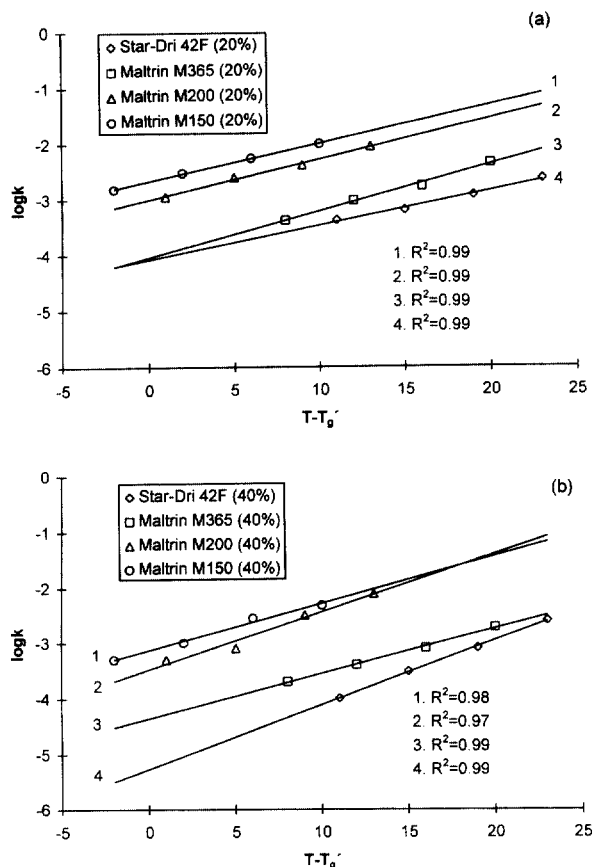 (a)
0
-1
-2
-3
-4
-5
-6
logk
◇ Star-Dri 42F (20%)
□ Maltrin M365 (20%)
△ Maltrin M200 (20%)
○ Maltrin M150 (20%)
1
2
3
4
1. R²=0.99
2. R²=0.99
3. R²=0.99
4. R²=0.99
-5 0 5 10 15 20 25
T-Tg´
(b)
0
-1
-2
-3
-4
-5
-6
logk
◇ Star-Dri 42F (40%)
□ Maltrin M365 (40%)
△ Maltrin M200 (40%)
○ Maltrin M150 (40%)
1
2
3
4
1. R²=0.98
2. R²=0.97
3. R²=0.99
4. R²=0.99
-5 0 5 10 15 20 25
T-Tg´